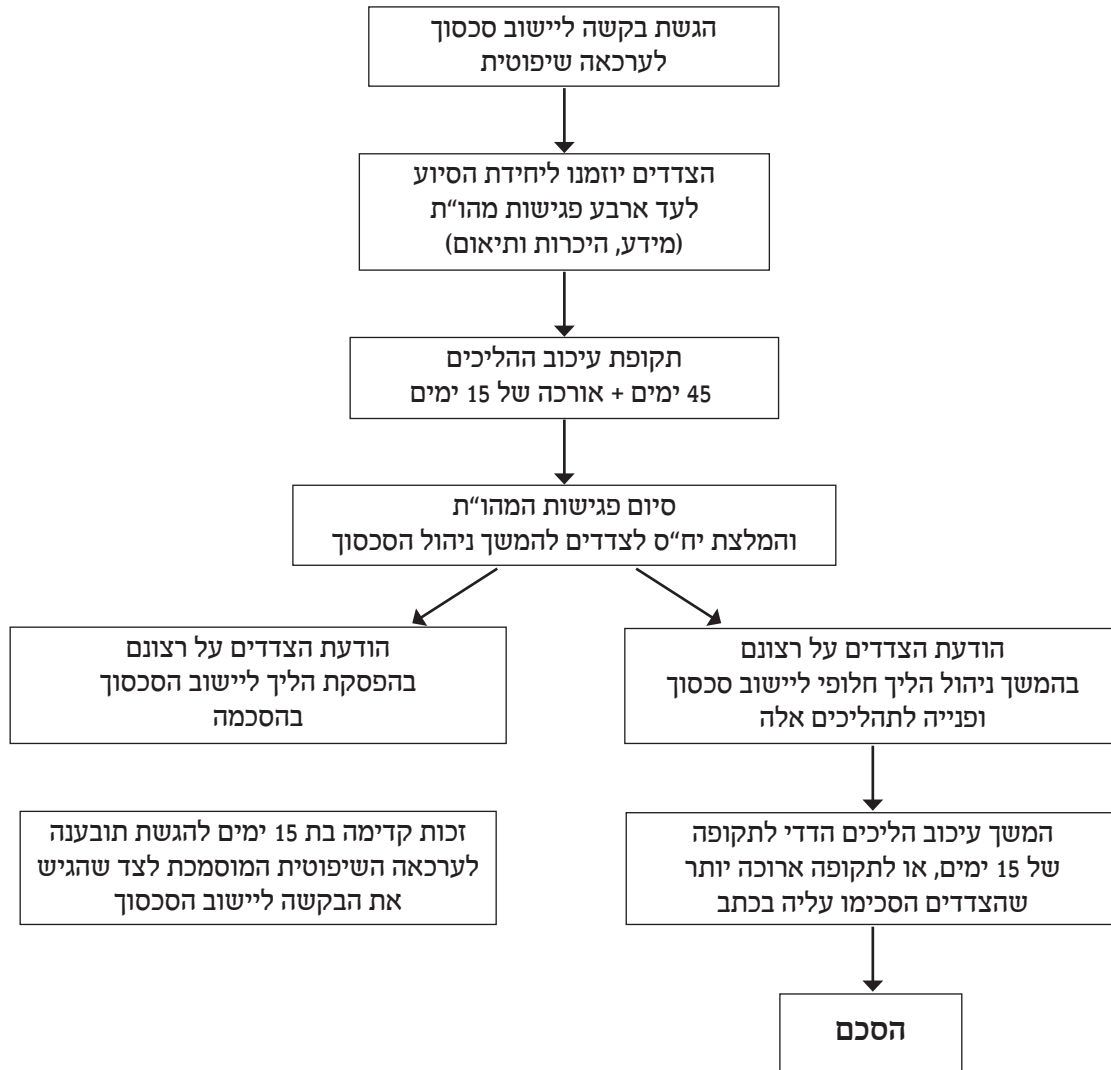 הגשת בקשה ליישוב סכסוך
לערכאה שיפוטית
הצדדים יוזמנו ליחידת הסיוע
לעד ארבע פגישות מהו״ת
(מידע, היכרות ותיאום)
תקופת עיכוב ההליכים
45 ימים + אורכה של 15 ימים
סיום פגישות המהו״ת
והמלצת יח״ס לצדדים להמשך ניהול הסכסוך
הודעת הצדדים על רצונם
בהמשך ניהול הליך חלופי ליישוב סכסוך
ופנייה לתהליכים אלה
הודעת הצדדים על רצונם
בהפסקת הליך ליישוב הסכסוך
בהסכמה
המשך עיכוב הליכים הדדי לתקופה
של 15 ימים, או לתקופה ארוכה יותר
שהצדדים הסכימו עליה בכתב
זכות קדימה בת 15 ימים להגשת תובענה
לערכאה השיפוטית המוסמכת לצד שהגיש
את הבקשה ליישוב הסכסוך
הסכם